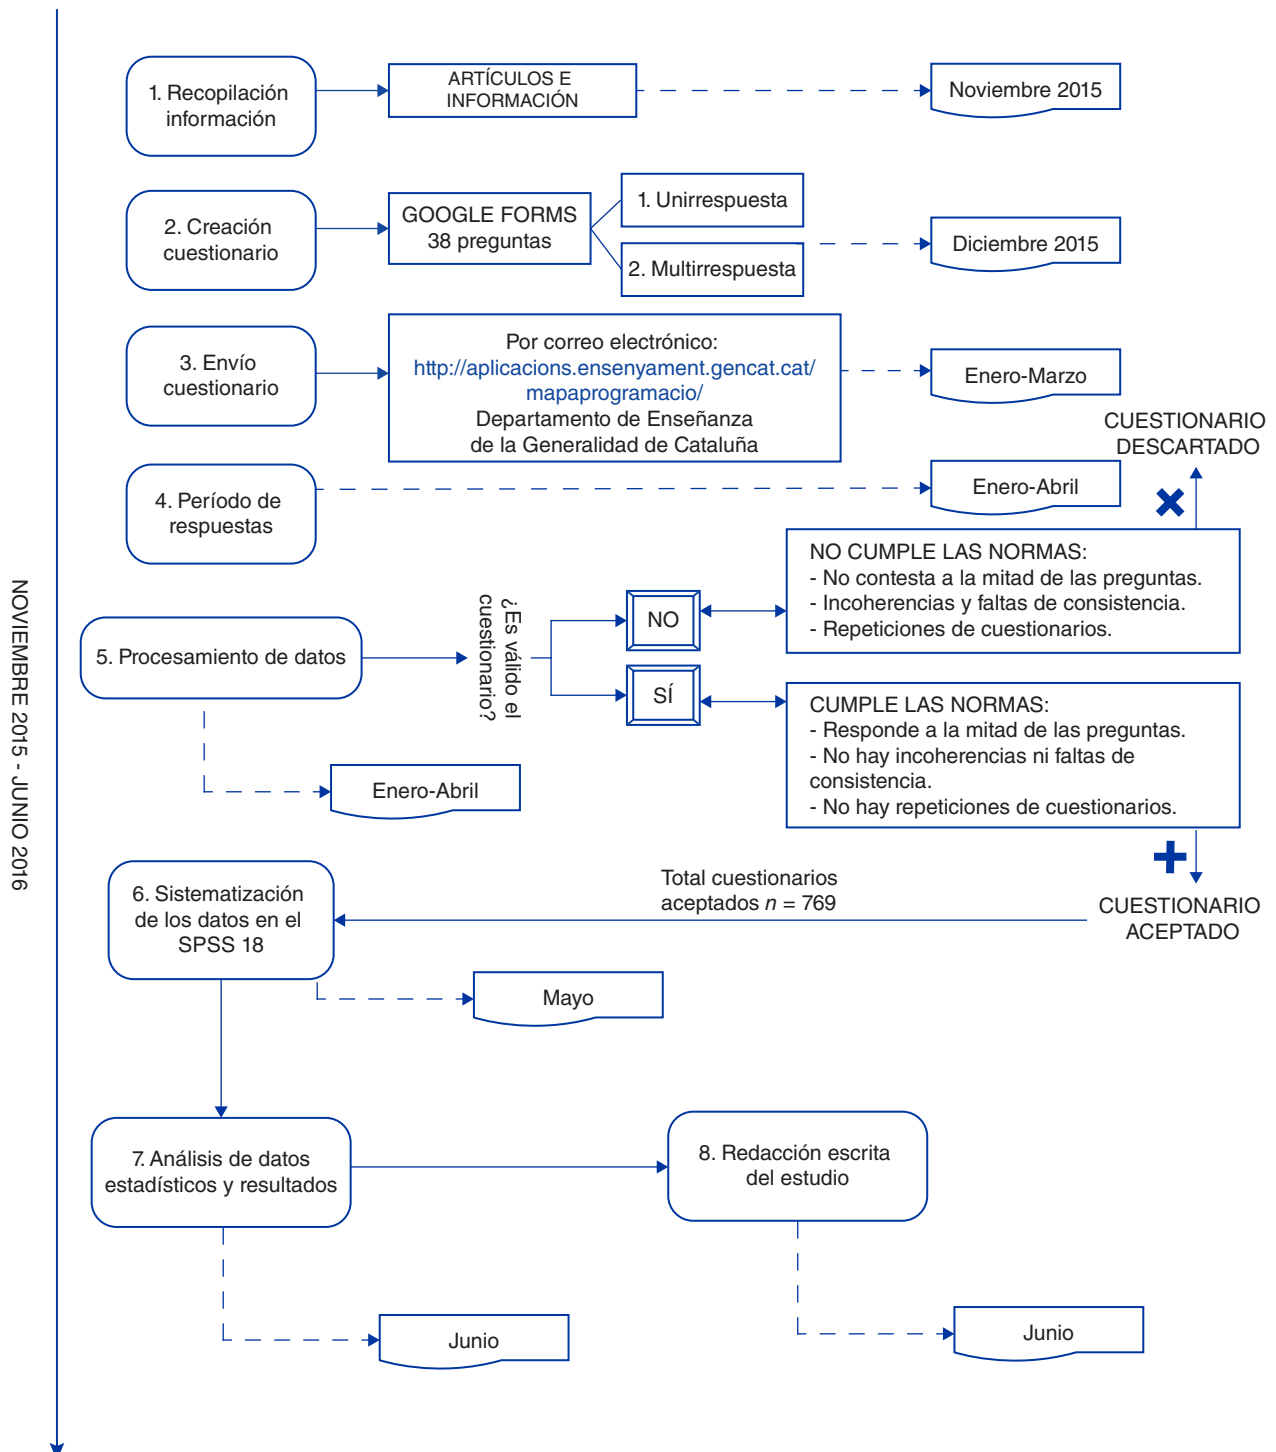 1. Recopilación
información
ARTÍCULOS E
INFORMACIÓN
Noviembre 2015
2. Creación
cuestionario
GOOGLE FORMS
38 preguntas
1. Unirrespuesta
2. Multirrespuesta
Diciembre 2015
3. Envío
cuestionario
Por correo electrónico:
http://aplicacions.ensenyament.gencat.cat/
mapaprogramacio/
Departamento de Enseñanza
de la Generalidad de Cataluña
Enero-Marzo
CUESTIONARIO
DESCARTADO
4. Período de
respuestas
Enero-Abril
NO CUMPLE LAS NORMAS:
- No contesta a la mitad de las preguntas.
- Incoherencias y faltas de consistencia.
- Repeticiones de cuestionarios.
NOVIEMBRE 2015 - JUNIO 2016
5. Procesamiento de datos
¿Es válido el
cuestionario?
NO
SÍ
CUMPLE LAS NORMAS:
- Responde a la mitad de las preguntas.
- No hay incoherencias ni faltas de
consistencia.
- No hay repeticiones de cuestionarios.
Enero-Abril
6. Sistematización
de los datos en el
SPSS 18
Total cuestionarios
aceptados n = 769
CUESTIONARIO
ACEPTADO
Mayo
7. Análisis de datos
estadísticos y resultados
8. Redacción escrita
del estudio
Junio
Junio